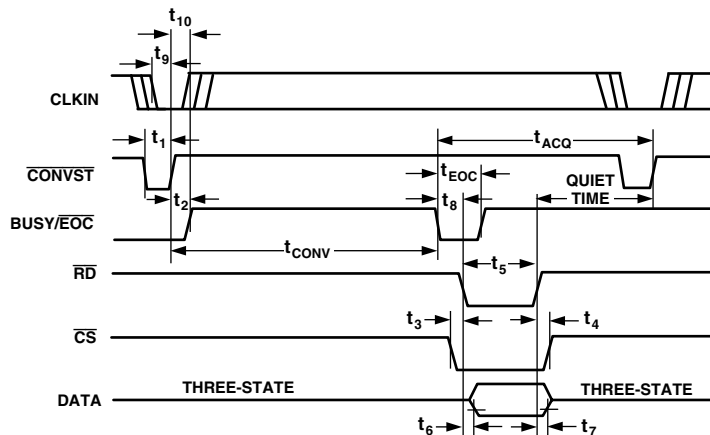 t10
t9
CLKIN
t1
tACQ
CONVST
tEOC
QUIET
TIME
t2
t8
BUSY/EOC
tCONV
t5
RD
t3
t4
CS
THREE-STATE
THREE-STATE
DATA
t6
t7